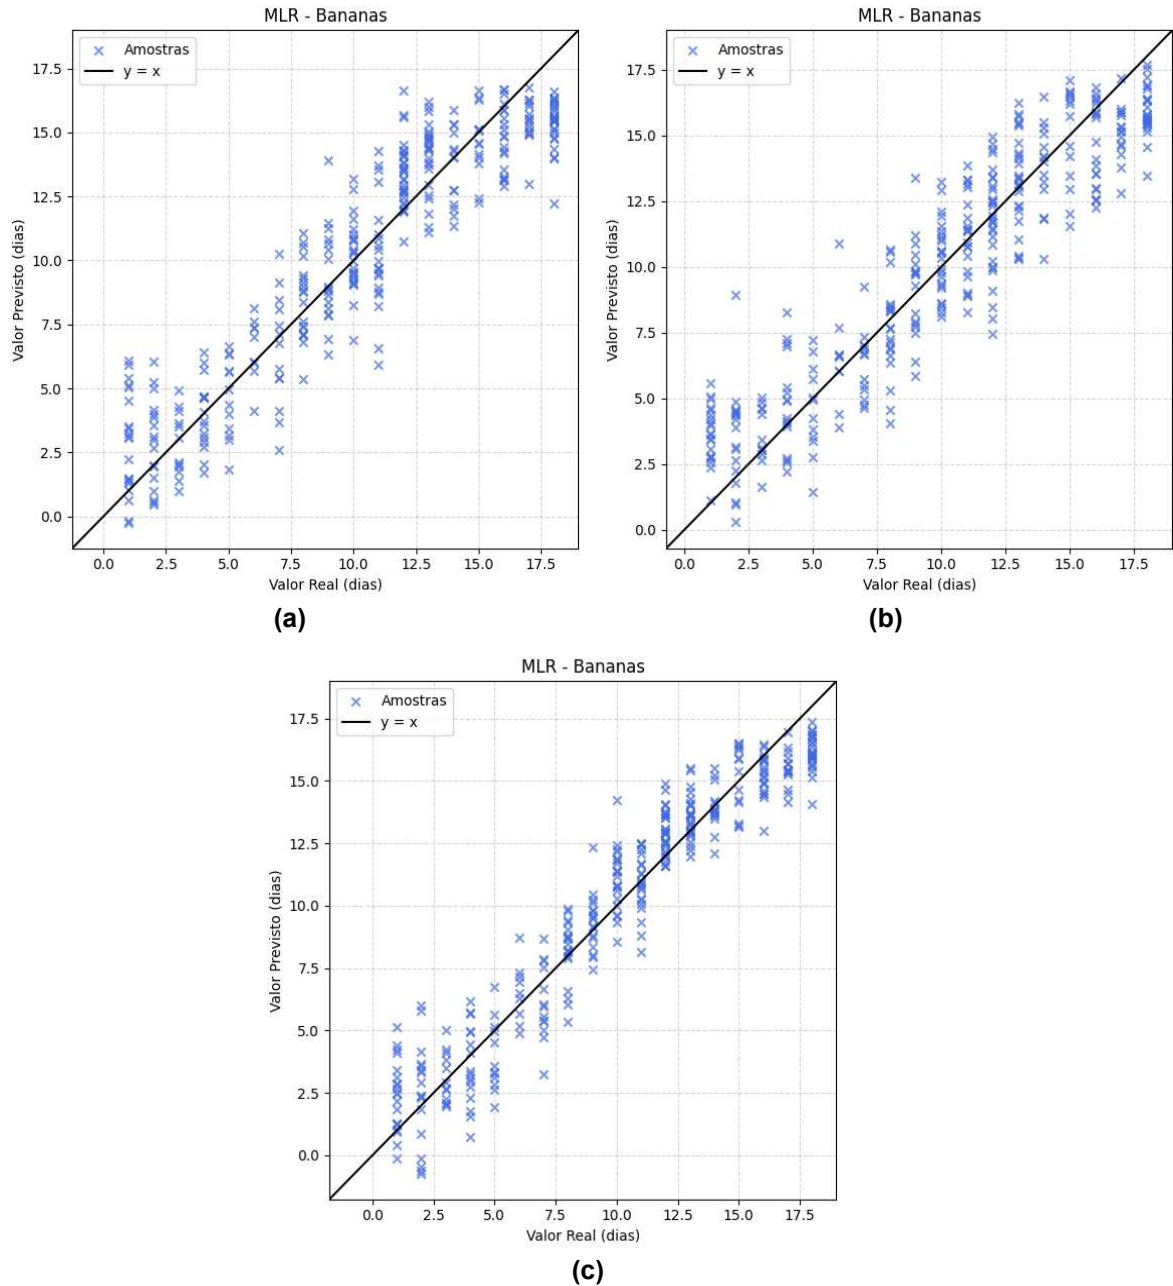 MLR - Bananas
Amostras
y = x
Valor Previsto (dias)
17.5
15.0
12.5
10.0
7.5
5.0
2.5
0.0
0.0 2.5 5.0 7.5 10.0 12.5 15.0 17.5
Valor Real (dias)
(a)
MLR - Bananas
Amostras
y = x
Valor Previsto (dias)
17.5
15.0
12.5
10.0
7.5
5.0
2.5
0.0
0.0 2.5 5.0 7.5 10.0 12.5 15.0 17.5
Valor Real (dias)
(b)
MLR - Bananas
Amostras
y = x
Valor Previsto (dias)
17.5
15.0
12.5
10.0
7.5
5.0
2.5
0.0
0.0 2.5 5.0 7.5 10.0 12.5 15.0 17.5
Valor Real (dias)
(c)